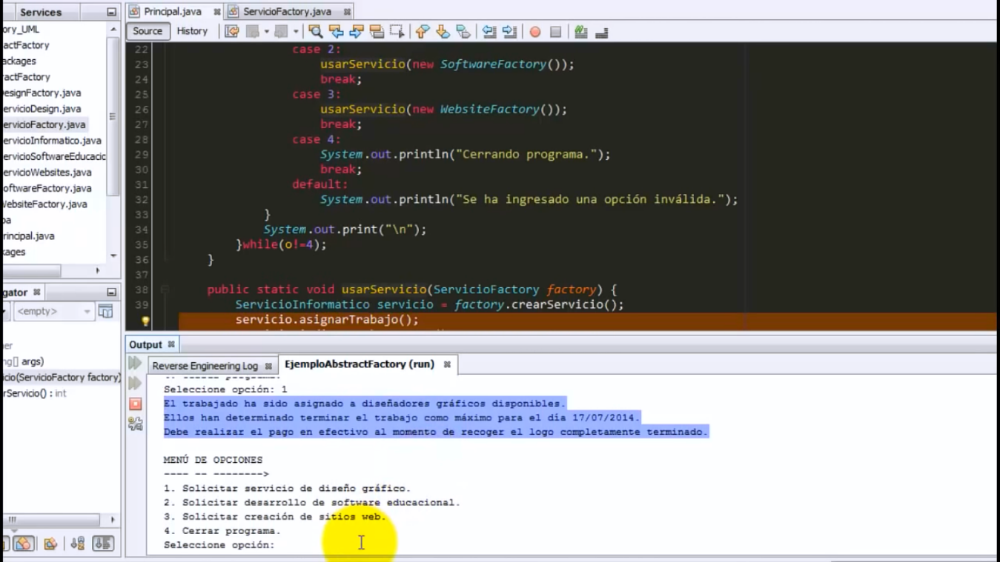 Services
Principal.java
ServicioFactory.java
Source
History
ory_UML
actFactory
ackages
ractFactory
DesignFactory.java
ervicioDesign.java
ervicioFactory.java
ervicioInformatico.java
ervicioSoftwareEducacio
ervicioWebsites.java
oftwareFactory.java
WebsiteFactory.java
ba
rincipal.java
kages
22 case 2:
23 usarServicio(new SoftwareFactory());
24 break;
25 case 3:
26 usarServicio(new WebsiteFactory());
27 break;
28 case 4:
29 System.out.println("Cerrando programa.");
30 break;
31 default:
32 System.out.println("Se ha ingresado una opción inválida.");
33 }
34 System.out.print("\n");
35 }while(o!=4);
36 }
37
38 public static void usarServicio(ServicioFactory factory) {
39 ServicioInformatico servicio = factory.crearServicio();
servicio.asignarTrabajo();
gator
<empty>
ner
ng[] args)
cio(ServicioFactory factory)
rServicio() : int
Output
Reverse Engineering Log
EjemploAbstractFactory (run)
Seleccione opción: 1
El trabajado ha sido asignado a diseñadores gráficos disponibles.
Ellos han determinado terminar el trabajo como máximo para el día 17/07/2014.
Debe realizar el pago en efectivo al momento de recoger el logo completamente terminado.
MENÚ DE OPCIONES
---- -- -------->
1. Solicitar servicio de diseño gráfico.
2. Solicitar desarrollo de software educacional.
3. Solicitar creación de sitios web.
4. Cerrar programa.
Seleccione opción: